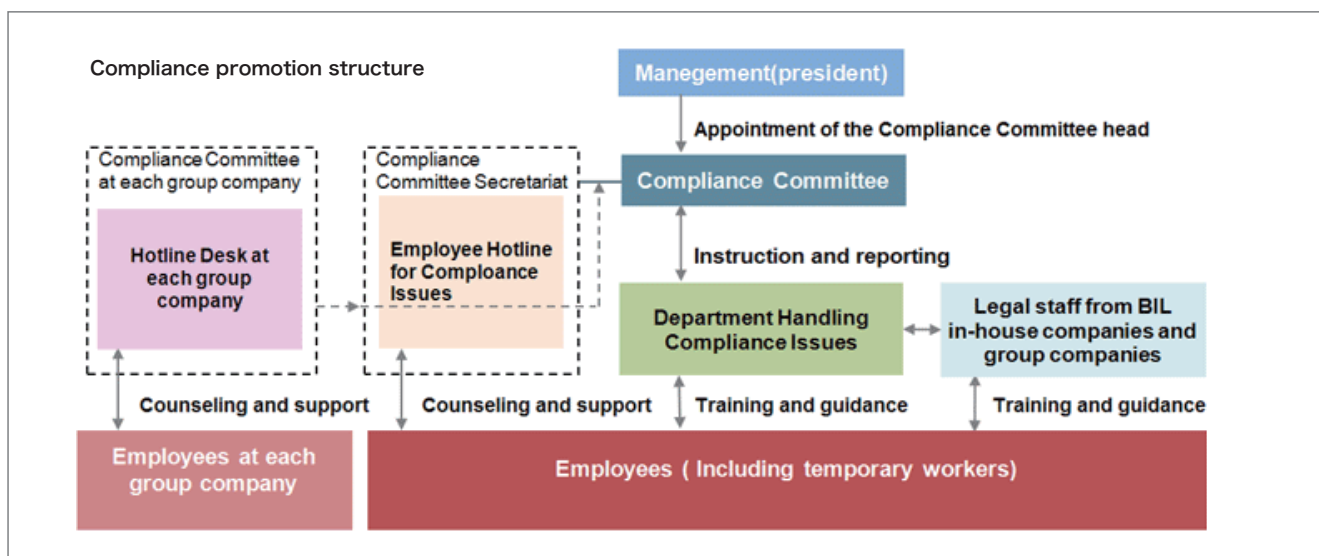 Compliance promotion structure
Manegement(president)
Appointment of the Compliance Committee head
Compliance Committee
at each group company
Compliance
Committee Secretariat
Compliance Committee
Hotline Desk at
each group
company
Employee Hotline
for Comploance
Issues
Instruction and reporting
Department Handling
Compliance Issues
Legal staff from BIL
in-house companies and
group companies
Counseling and support
Counseling and support
Training and guidance
Training and guidance
Employees at each
group company
Employees ( Including temporary workers)